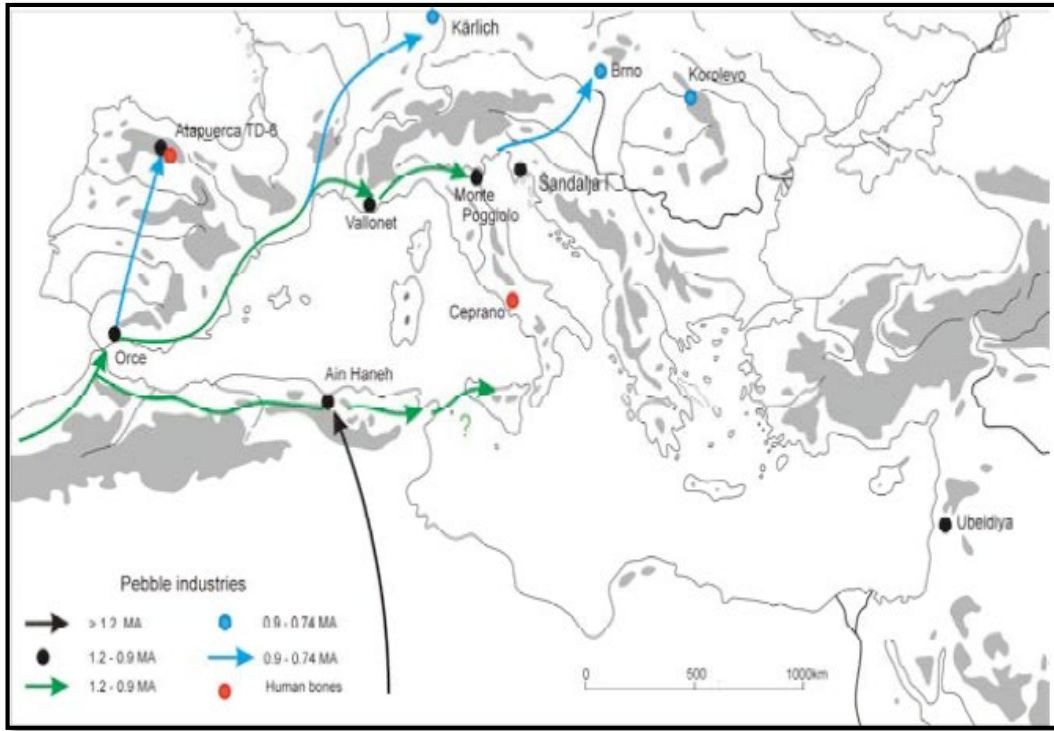 Kärlich
Brno
Korolevo
Atapuerca TD-6
Sandalja I
Monte
Poggiolo
Vallonet
Ceprano
Orce
Ain Haneh
?
Ubeidiya
Pebble industries
> 1.2 MA
0.9 - 0.74 MA
1.2 - 0.9 MA
0.9 - 0.74 MA
1.2 - 0.9 MA
Human bones
0
500
1000km